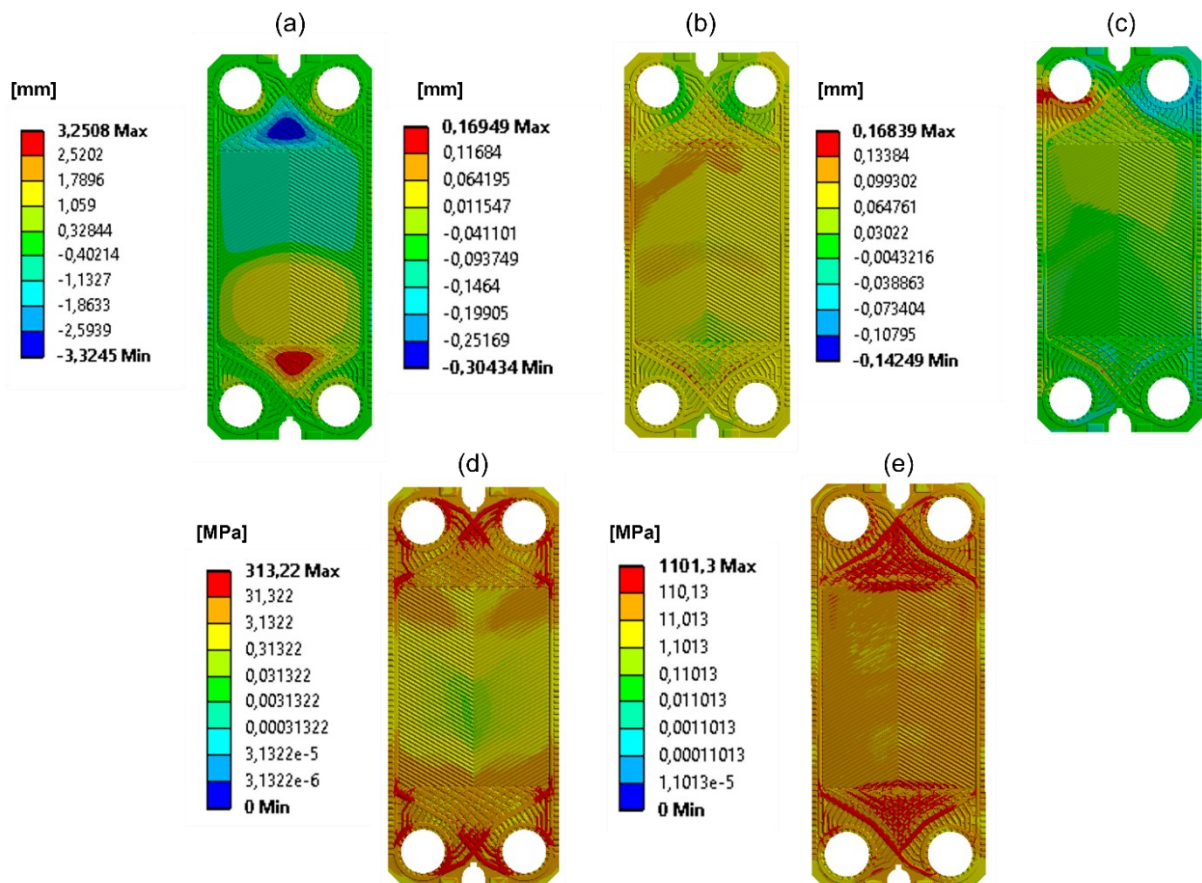 (a)
(b)
(c)
[mm]
3,2508 Max
2,5202
1,7896
1,059
0,32844
-0,40214
-1,1327
-1,8633
-2,5939
-3,3245 Min
[mm]
0,16949 Max
0,11684
0,064195
0,011547
-0,041101
-0,093749
-0,1464
-0,19905
-0,25169
-0,30434 Min
[mm]
0,16839 Max
0,13384
0,099302
0,064761
0,03022
-0,0043216
-0,038863
-0,073404
-0,10795
-0,14249 Min
(d)
(e)
[MPa]
313,22 Max
31,322
3,1322
0,31322
0,031322
0,0031322
0,00031322
3,1322e-5
3,1322e-6
0 Min
[MPa]
1101,3 Max
110,13
11,013
1,1013
0,11013
0,011013
0,0011013
0,00011013
1,1013e-5
0 Min